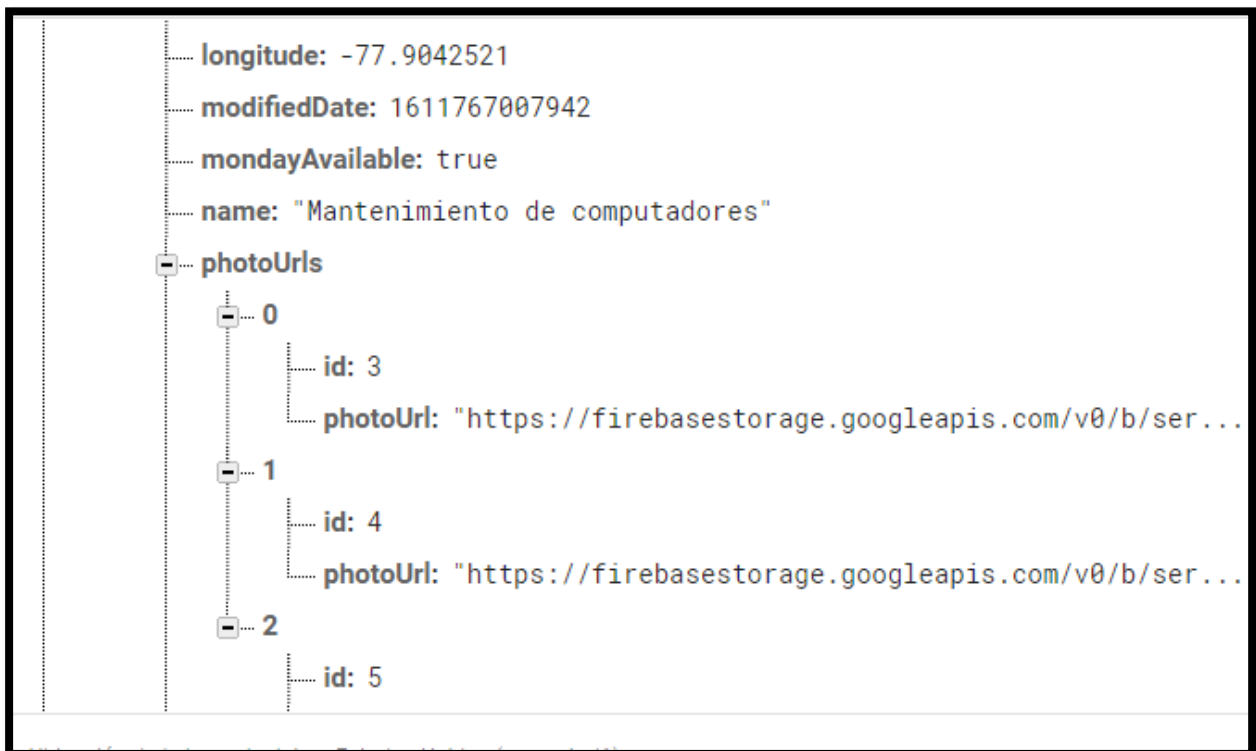 longitude: -77.9042521
modifiedDate: 1611767007942
mondayAvailable: true
name: "Mantenimiento de computadores"
photoUrls
0
id: 3
photoUrl: "https://firebasestorage.googleapis.com/v0/b/ser...
1
id: 4
photoUrl: "https://firebasestorage.googleapis.com/v0/b/ser...
2
id: 5